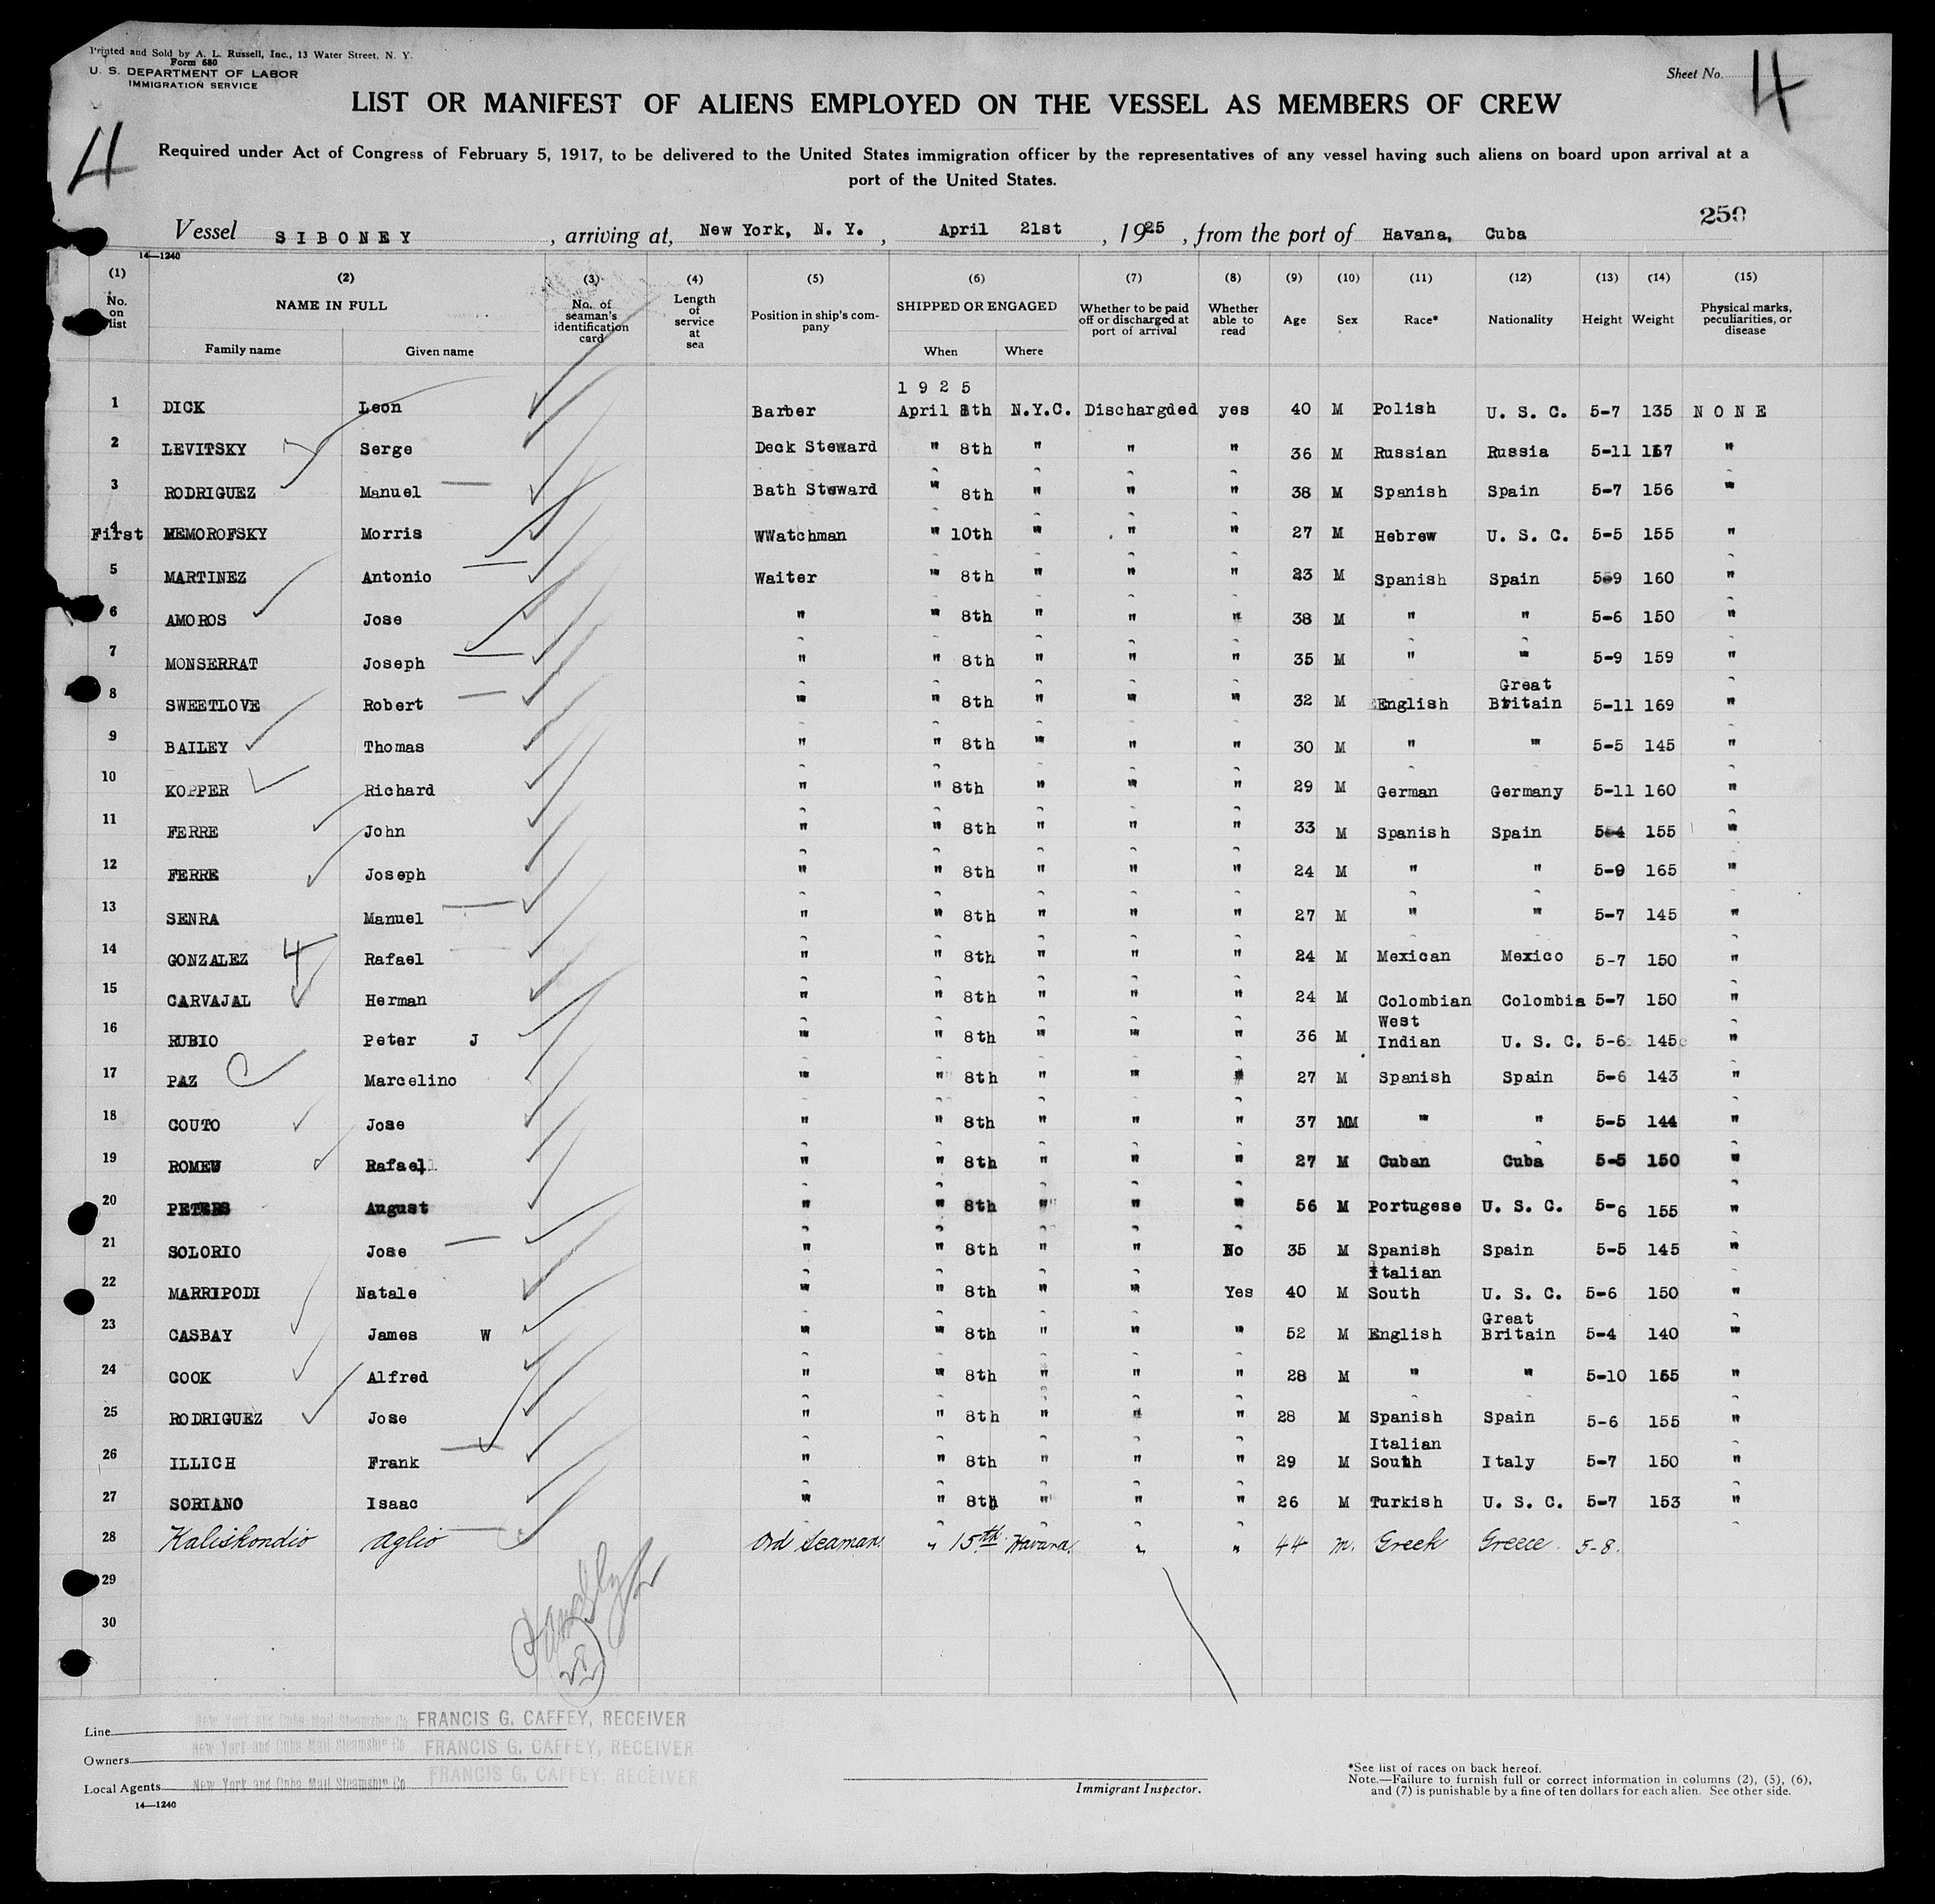 Printed and Sold by A. L. Russell, Inc., 13 Water Street, N. Y.
Form 680
U. S. DEPARTMENT OF LABOR
IMMIGRATION SERVICE
Sheet No. 4
4
LIST OR MANIFEST OF ALIENS EMPLOYED ON THE VESSEL AS MEMBERS OF CREW
Required under Act of Congress of February 5, 1917, to be delivered to the United States immigration officer by the representatives of any vessel having such aliens on board upon arrival at a
port of the United States.
250
Vessel SIBONEY, arriving at, New York, N. Y., April 21st, 1925, from the port of Havana, Cuba
14—1240
(1) (2) (3) (4) (5) (6) (7) (8) (9) (10) (11) (12) (13) (14) (15)
No. on list NAME IN FULL Family name Given name No. of seaman's identification card Length of service at sea Position in ship's company SHIPPED OR ENGAGED When Where Whether to be paid off or discharged at port of arrival Whether able to read Age Sex Race* Nationality Height Weight Physical marks, peculiarities, or disease
1925
1 DICK Leon Barber April 8th N.Y.C. Dischargded yes 40 M Polish U. S. C. 5-7 135 NONE
2 LEVITSKY Serge Deck Steward " 8th " " " 36 M Russian Russia 5-11 167 "
3 RODRIGUEZ Manuel Bath Steward " 8th " " " 38 M Spanish Spain 5-7 156 "
4 First MEMOROFSKY Morris WWatchman " 10th " " " 27 M Hebrew U. S. C. 5-5 155 "
5 MARTINEZ Antonio Waiter " 8th " " " 23 M Spanish Spain 5-9 160 "
6 AMOROS Jose " " 8th " " " 38 M " " 5-6 150 "
7 MONSERRAT Joseph " " 8th " " " 35 M " " 5-9 159 "
8 SWEETLOVE Robert " " 8th " " " 32 M English Great Britain 5-11 169 "
9 BAILEY Thomas " " 8th " " " 30 M " " 5-5 145 "
10 KOPPER Richard " " 8th " " " 29 M German Germany 5-11 160 "
11 FERRE John " " 8th " " " 33 M Spanish Spain 5-4 155 "
12 FERRE Joseph " " 8th " " " 24 M " " 5-9 165 "
13 SENRA Manuel " " 8th " " " 27 M " " 5-7 145 "
14 GONZALEZ 4 Rafael " " 8th " " " 24 M Mexican Mexico 5-7 150 "
15 CARVAJAL Herman " " 8th " " " 24 M Colombian Colombia 5-7 150 "
16 RUBIO Peter J " " 8th " " " 36 M West Indian U. S. C. 5-6 145 "
17 PAZ C Marcelino " " 8th " " " 27 M Spanish Spain 5-6 143 "
18 COUTO Jose " " 8th " " " 37 MM " " 5-5 144 "
19 ROMEU Rafael " " 8th " " " 27 M Cuban Cuba 5-5 150 "
20 PETERS August " " 8th " " " 56 M Portugese U. S. C. 5-6 155 "
21 SOLORIO Jose " " 8th " " No 35 M Spanish Spain 5-5 145 "
22 MARRIPODI Natale " " 8th " " Yes 40 M Italian South U. S. C. 5-6 150 "
23 CASBAY James W " " 8th " " " 52 M English Great Britain 5-4 140 "
24 COOK Alfred " " 8th " " " 28 M " " 5-10 155 "
25 RODRIGUEZ Jose " " 8th " " " 28 M Spanish Spain 5-6 155 "
26 ILLICH Frank " " 8th " " " 29 M Italian South Italy 5-7 150 "
27 SORIANO Isaac " " 8th " " " 26 M Turkish U. S. C. 5-7 153 "
28 Kaliskondio Aglio Ord Seaman " 15th Havana " " 44 M. Greek Greece 5-8.
29
30
28
Line New York and Cuba Mail Steamship Co FRANCIS G. CAFFEY, RECEIVER
Owners New York and Cuba Mail Steamship Co FRANCIS G. CAFFEY, RECEIVER
Local Agents New York and Cuba Mail Steamship Co FRANCIS G. CAFFEY, RECEIVER
14—1240
Immigrant Inspector.
*See list of races on back hereof.
Note.—Failure to furnish full or correct information in columns (2), (5), (6),
and (7) is punishable by a fine of ten dollars for each alien. See other side.